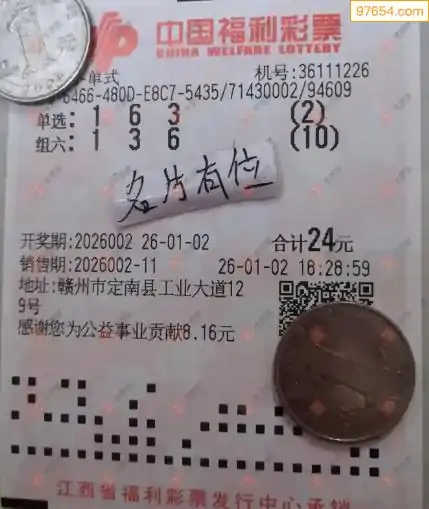 97654.com
中国福利彩票
CHINA WELFARE LOTTERY
单式 机号:36111226
6466-480D-E8C7-5435/71430002/94609
单选: 1 6 3 (2)
组六: 1 3 6 (10)
名片有位
开奖期:2026002 26-01-02 合计24元
销售期:2026002-11 26-01-02 18:28:59
地址:赣州市定南县工业大道12
9号
感谢您为公益事业贡献8.16元
江西省福利彩票发行中心承销